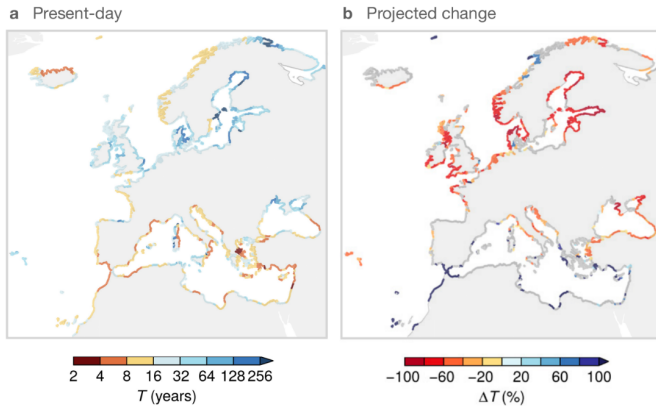 a Present-day
b Projected change
2 4 8 16 32 64 128 256
T (years)
-100 -60 -20 20 60 100
ΔT (%)